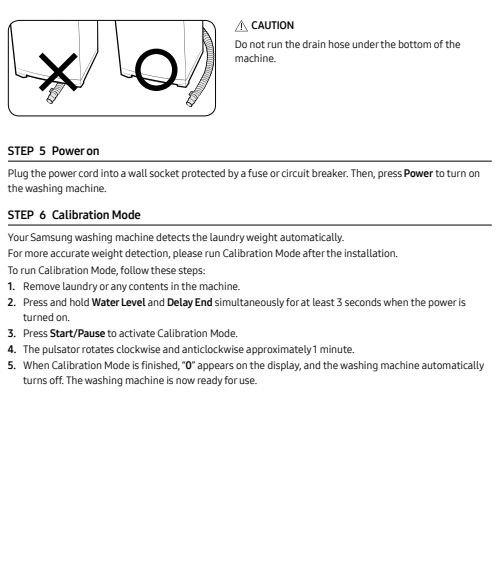 CAUTION
Do not run the drain hose under the bottom of the
machine.
STEP 5 Power on
Plug the power cord into a wall socket protected by a fuse or circuit breaker. Then, press Power to turn on
the washing machine.
STEP 6 Calibration Mode
Your Samsung washing machine detects the laundry weight automatically.
For more accurate weight detection, please run Calibration Mode after the installation.
To run Calibration Mode, follow these steps:
1. Remove laundry or any contents in the machine.
2. Press and hold Water Level and Delay End simultaneously for at least 3 seconds when the power is
turned on.
3. Press Start/Pause to activate Calibration Mode.
4. The pulsator rotates clockwise and anticlockwise approximately 1 minute.
5. When Calibration Mode is finished, "0" appears on the display, and the washing machine automatically
turns off. The washing machine is now ready for use.